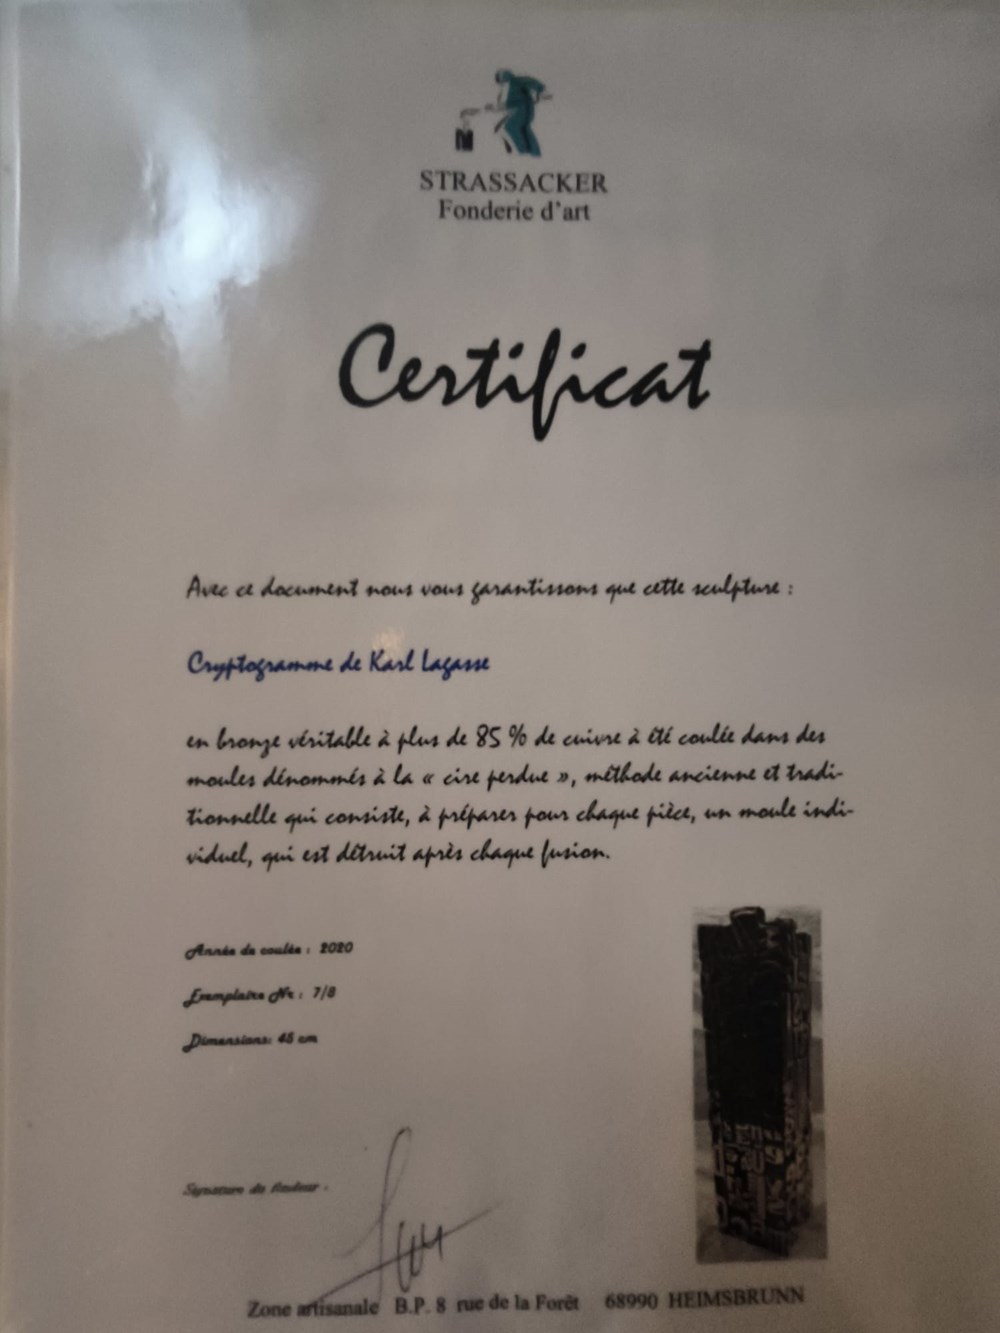 STRASSACKER
Fonderie d'art
Certificat
Avec ce document nous vous garantissons que cette sculpture :
Cryptogramme de Karl Lagasse
en bronze véritable à plus de 85 % de cuivre à été coulée dans des
moules dénommés à la « cire perdue », méthode ancienne et tradi-
tionnelle qui consiste, à préparer pour chaque pièce, un moule indi-
viduel, qui est détruit après chaque fusion.
Année de coulée : 2020
Exemplaire Nr : 7/8
Dimensions: 45 cm
Signature du fondeur :
Zone artisanale B.P. 8 rue de la Forêt 68990 HEIMSBRUNN